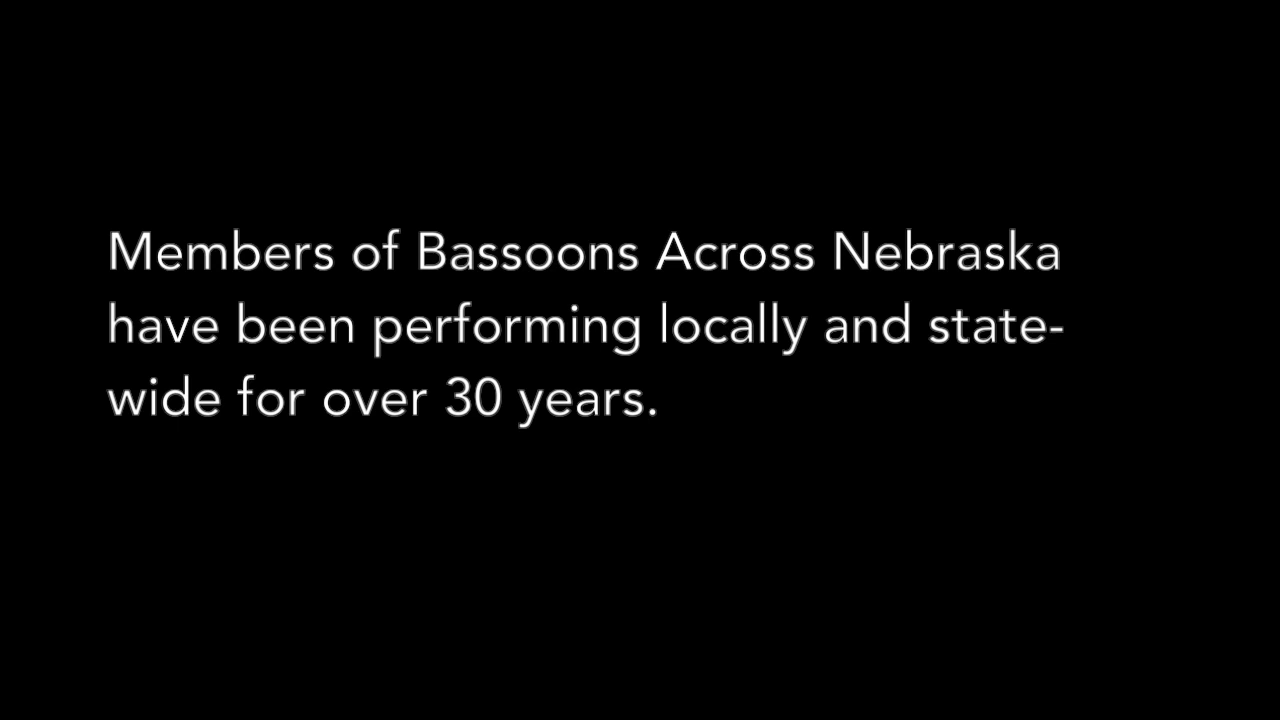 Members of Bassoons Across Nebraska
have been performing locally and state-
wide for over 30 years.